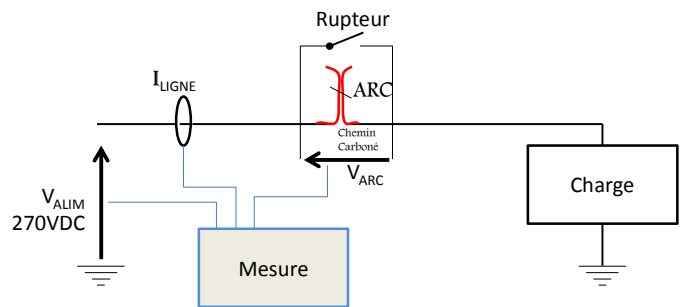 Rupteur
I_LIGNE
ARC
Chemin
Carboné
V_ARC
V_ALIM
270VDC
Charge
Mesure